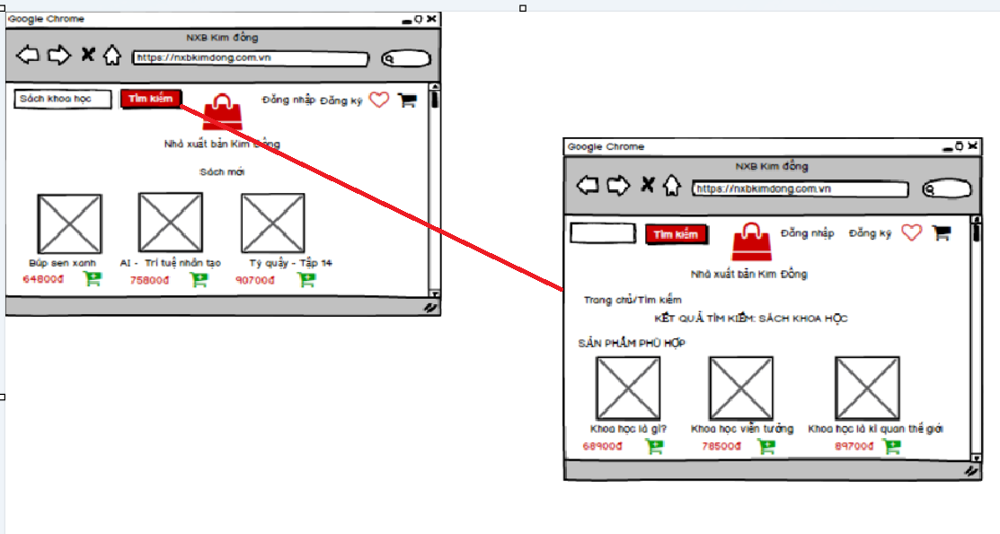 Google Chrome
NXB Kim đồng
https://nxbkimdong.com.vn
Sách khoa học
Tìm kiếm
Đăng nhập Đăng ký
Nhà xuất bản Kim Đồng
Sách mới
Búp sen xanh AI - Trí tuệ nhân tạo Tý quậy - Tập 14
64800đ 75800đ 90700đ
Google Chrome
NXB Kim đồng
https://nxbkimdong.com.vn
Tìm kiếm
Đăng nhập Đăng ký
Nhà xuất bản Kim Đồng
Trang chủ/Tìm kiếm
KẾT QUẢ TÌM KIẾM: SÁCH KHOA HỌC
SẢN PHẨM PHÙ HỢP
Khoa học là gì? Khoa học viễn tưởng Khoa học là kì quan thế giới
68900đ 78500đ 89700đ